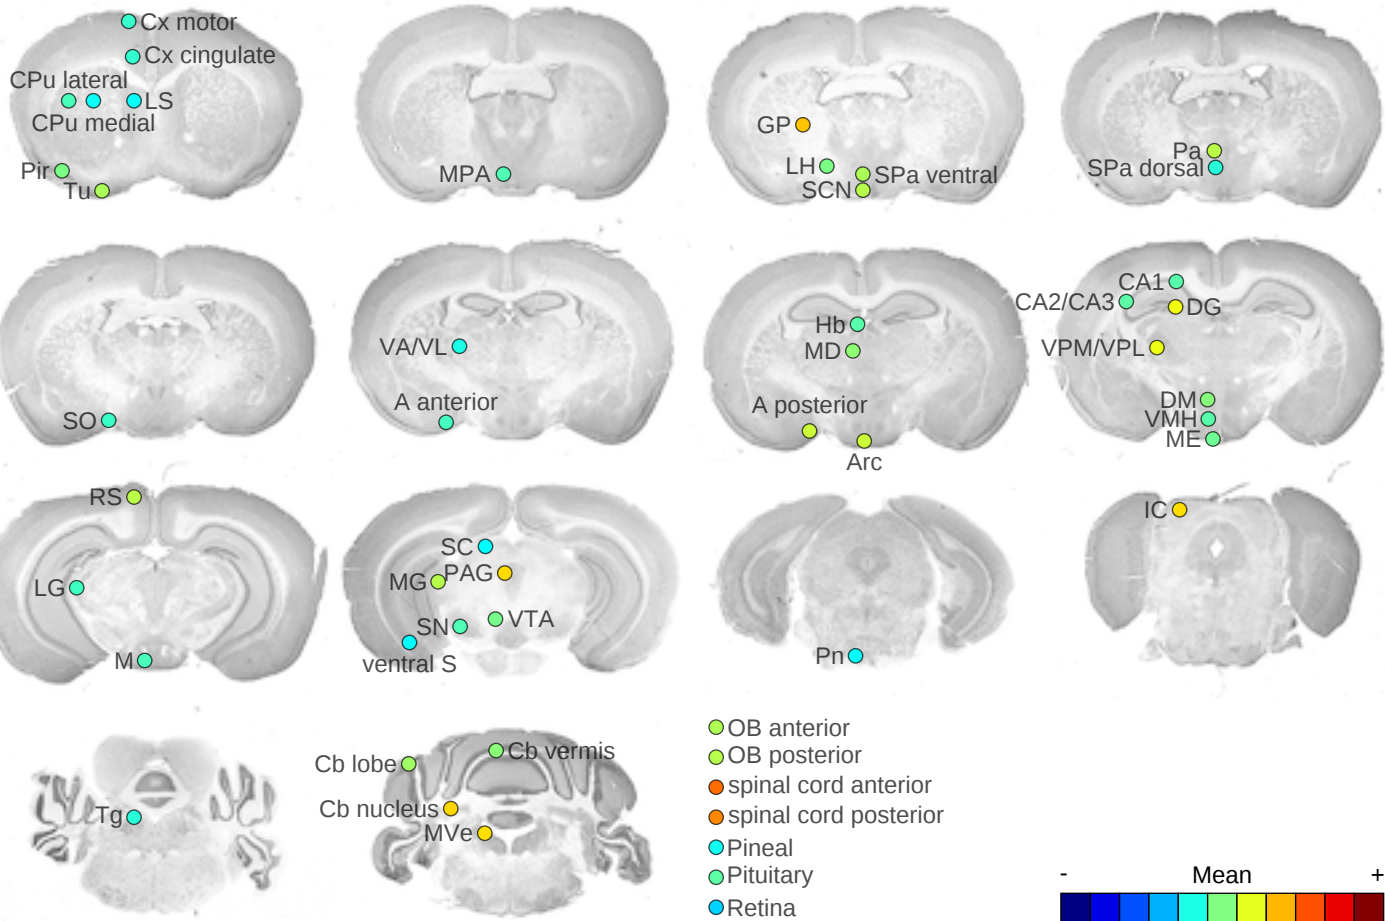 Cx motor
Cx cingulate
CPu lateral
LS
CPu medial
Pir
Tu
MPA
GP
LH
SPa ventral
SCN
Pa
SPa dorsal
SO
VA/VL
A anterior
Hb
MD
A posterior
Arc
CA1
CA2/CA3
DG
VPM/VPL
DM
VMH
ME
RS
LG
M
SC
PAG
MG
VTA
SN
ventral S
Pn
IC
Tg
Cb vermis
Cb lobe
Cb nucleus
MVe
OB anterior
OB posterior
spinal cord anterior
spinal cord posterior
Pineal
Pituitary
Retina
- Mean +